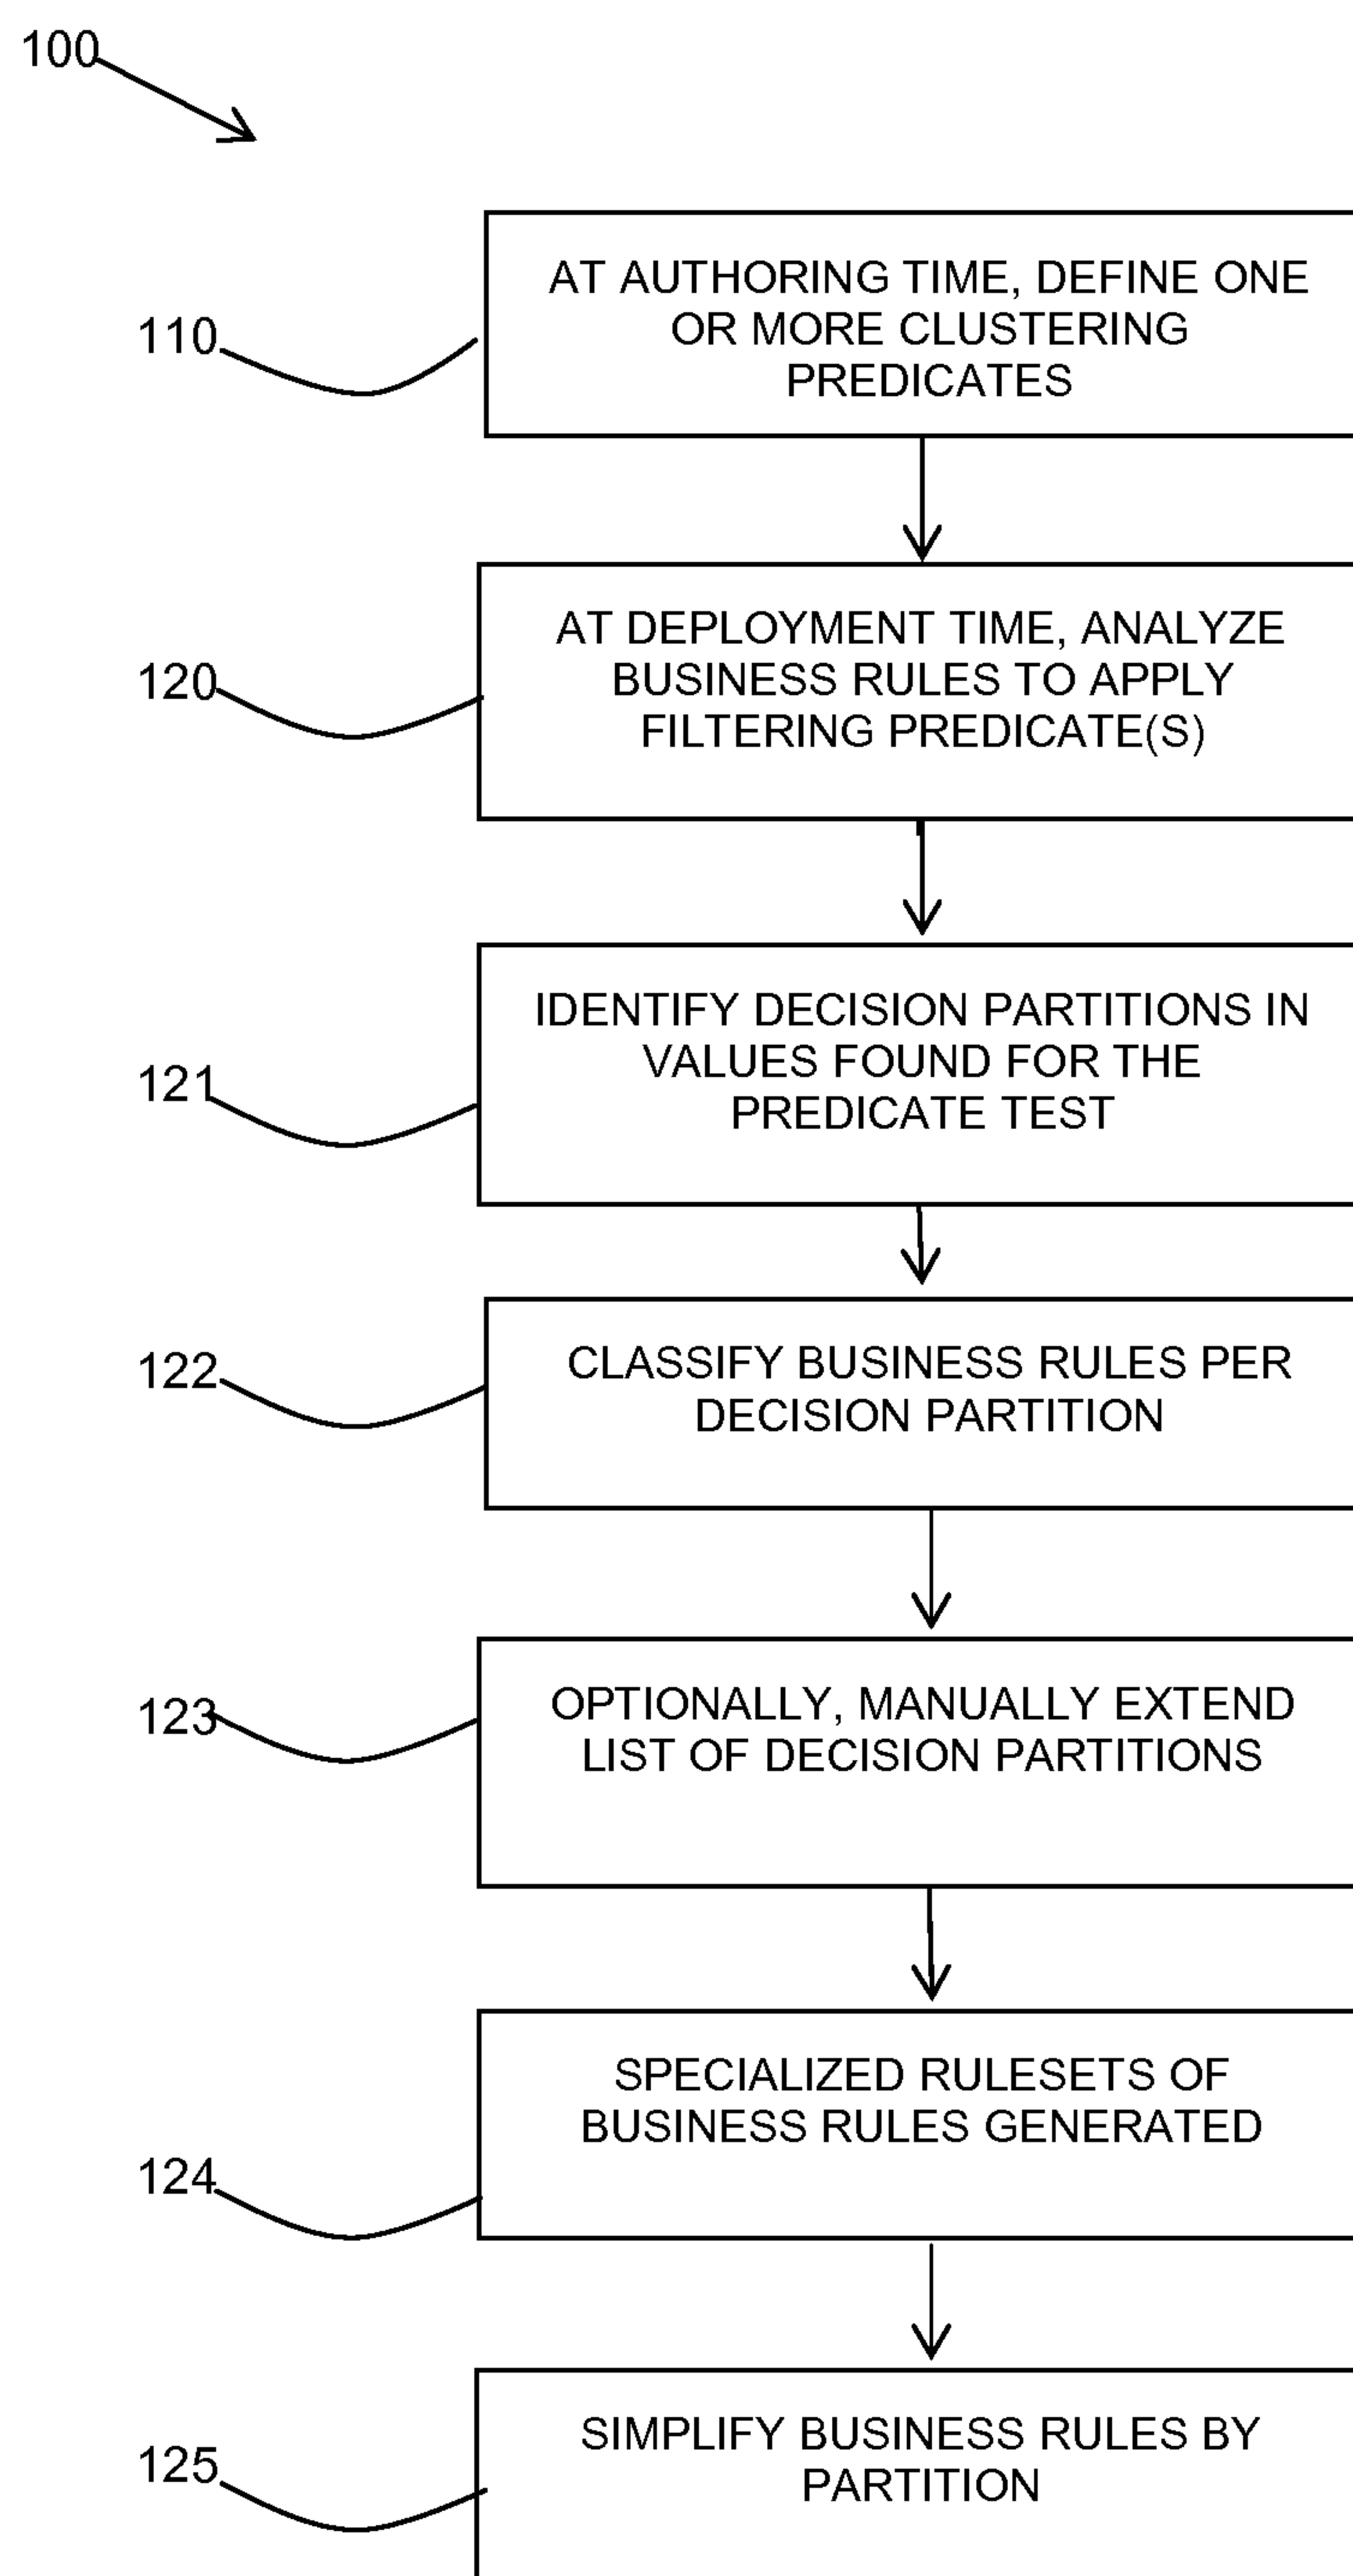 100
110
AT AUTHORING TIME, DEFINE ONE
OR MORE CLUSTERING
PREDICATES
120
AT DEPLOYMENT TIME, ANALYZE
BUSINESS RULES TO APPLY
FILTERING PREDICATE(S)
121
IDENTIFY DECISION PARTITIONS IN
VALUES FOUND FOR THE
PREDICATE TEST
122
CLASSIFY BUSINESS RULES PER
DECISION PARTITION
123
OPTIONALLY, MANUALLY EXTEND
LIST OF DECISION PARTITIONS
124
SPECIALIZED RULESETS OF
BUSINESS RULES GENERATED
125
SIMPLIFY BUSINESS RULES BY
PARTITION